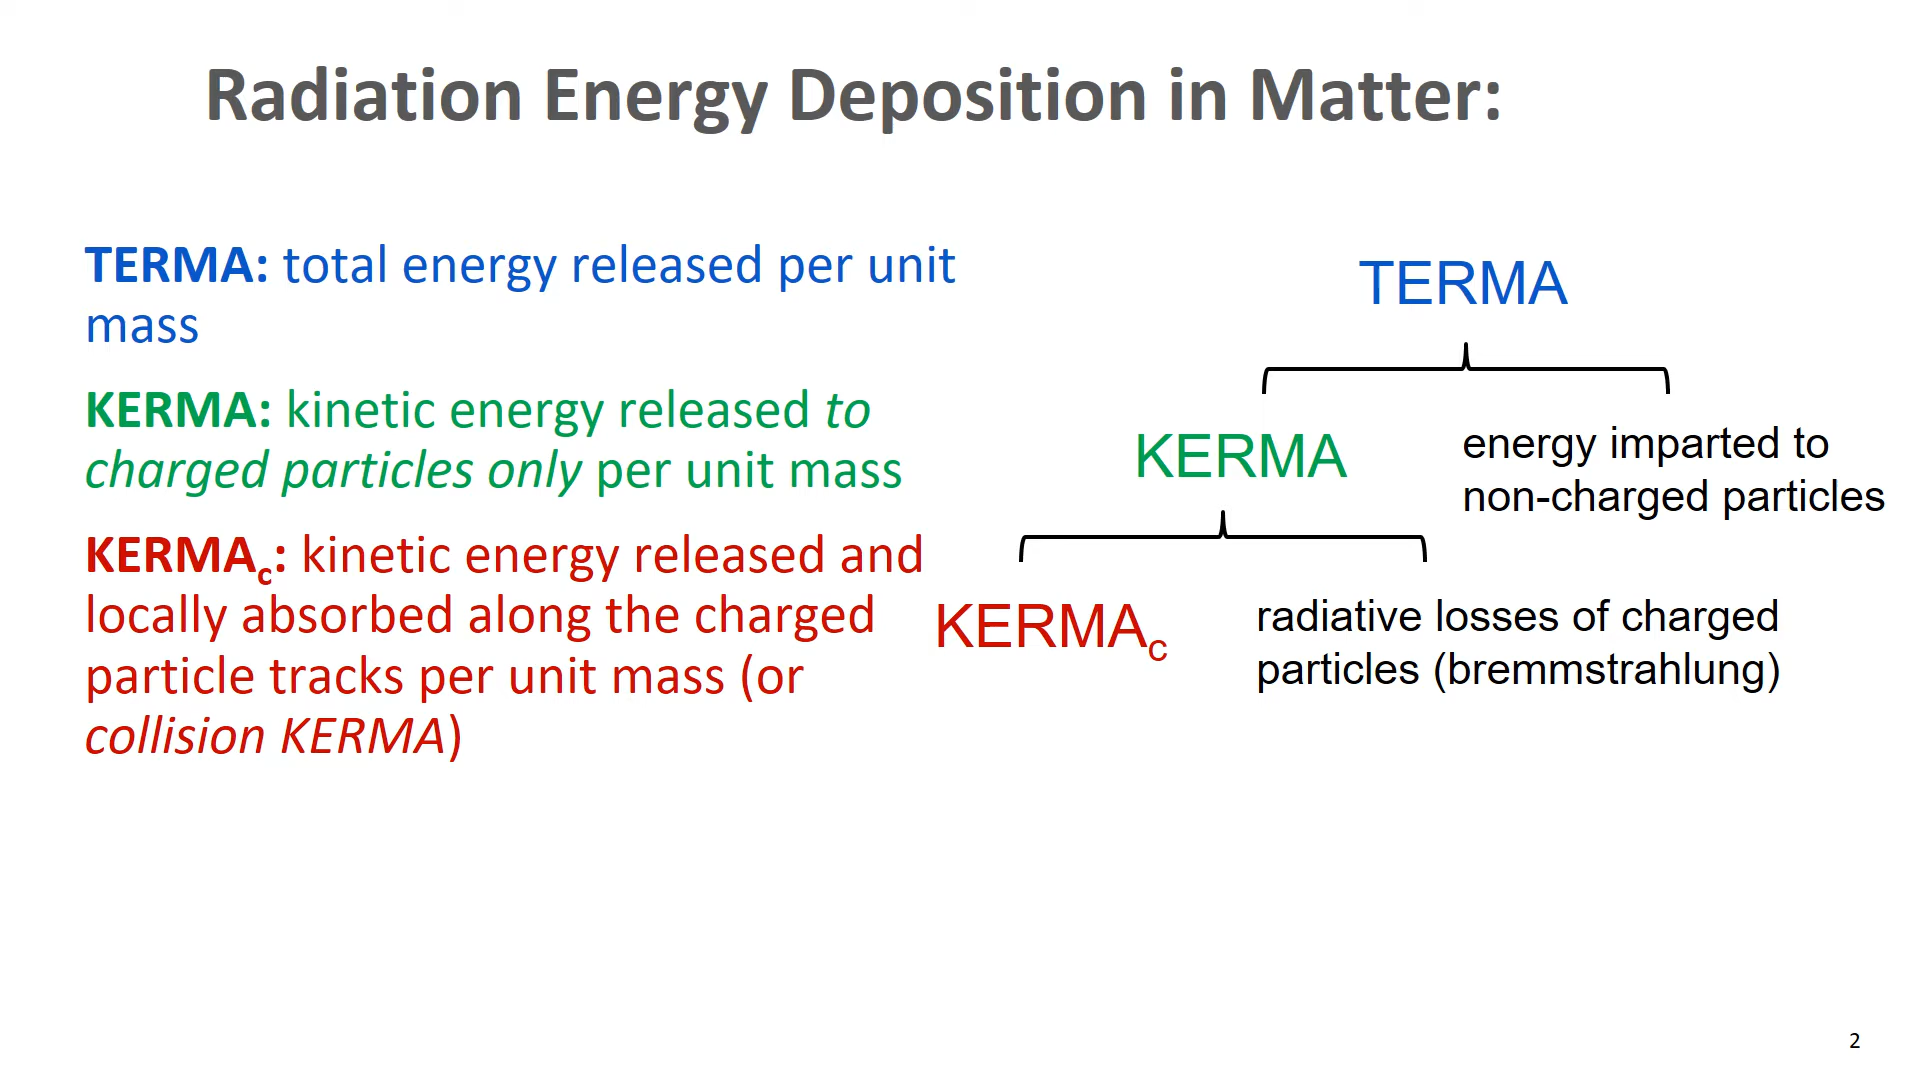 Radiation Energy Deposition in Matter:
TERMA: total energy released per unit
mass
KERMA: kinetic energy released to
charged particles only per unit mass
KERMAc: kinetic energy released and
locally absorbed along the charged
particle tracks per unit mass (or
collision KERMA)
TERMA
KERMA
energy imparted to
non-charged particles
KERMAc
radiative losses of charged
particles (bremmstrahlung)
2